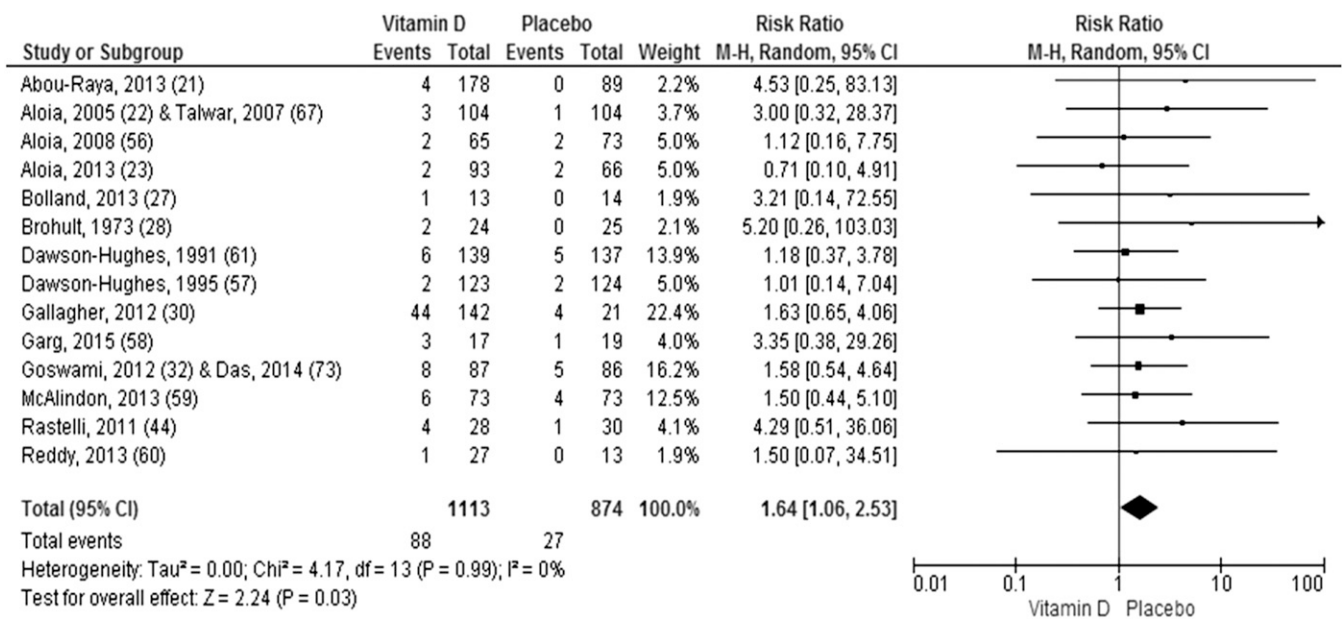 Vitamin D Placebo Risk Ratio Risk Ratio
Study or Subgroup Events Total Events Total Weight M-H, Random, 95% CI M-H, Random, 95% CI
Abou-Raya, 2013 (21) 4 178 0 89 2.2% 4.53 [0.25, 83.13]
Aloia, 2005 (22) & Talwar, 2007 (67) 3 104 1 104 3.7% 3.00 [0.32, 28.37]
Aloia, 2008 (56) 2 65 2 73 5.0% 1.12 [0.16, 7.75]
Aloia, 2013 (23) 2 93 2 66 5.0% 0.71 [0.10, 4.91]
Bolland, 2013 (27) 1 13 0 14 1.9% 3.21 [0.14, 72.55]
Brohult, 1973 (28) 2 24 0 25 2.1% 5.20 [0.26, 103.03]
Dawson-Hughes, 1991 (61) 6 139 5 137 13.9% 1.18 [0.37, 3.78]
Dawson-Hughes, 1995 (57) 2 123 2 124 5.0% 1.01 [0.14, 7.04]
Gallagher, 2012 (30) 44 142 4 21 22.4% 1.63 [0.65, 4.06]
Garg, 2015 (58) 3 17 1 19 4.0% 3.35 [0.38, 29.26]
Goswami, 2012 (32) & Das, 2014 (73) 8 87 5 86 16.2% 1.58 [0.54, 4.64]
McAlindon, 2013 (59) 6 73 4 73 12.5% 1.50 [0.44, 5.10]
Rastelli, 2011 (44) 4 28 1 30 4.1% 4.29 [0.51, 36.06]
Reddy, 2013 (60) 1 27 0 13 1.9% 1.50 [0.07, 34.51]
Total (95% CI) 1113 874 100.0% 1.64 [1.06, 2.53]
Total events 88 27
Heterogeneity: Tau² = 0.00; Chi² = 4.17, df = 13 (P = 0.99); I² = 0%
Test for overall effect: Z = 2.24 (P = 0.03)
0.01 0.1 1 10 100
Vitamin D Placebo